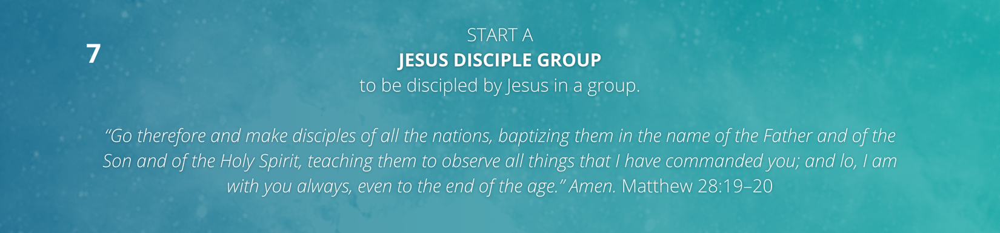 7
START A
JESUS DISCIPLE GROUP
to be discipled by Jesus in a group.
“Go therefore and make disciples of all the nations, baptizing them in the name of the Father and of the
Son and of the Holy Spirit, teaching them to observe all things that I have commanded you; and lo, I am
with you always, even to the end of the age.” Amen. Matthew 28:19–20